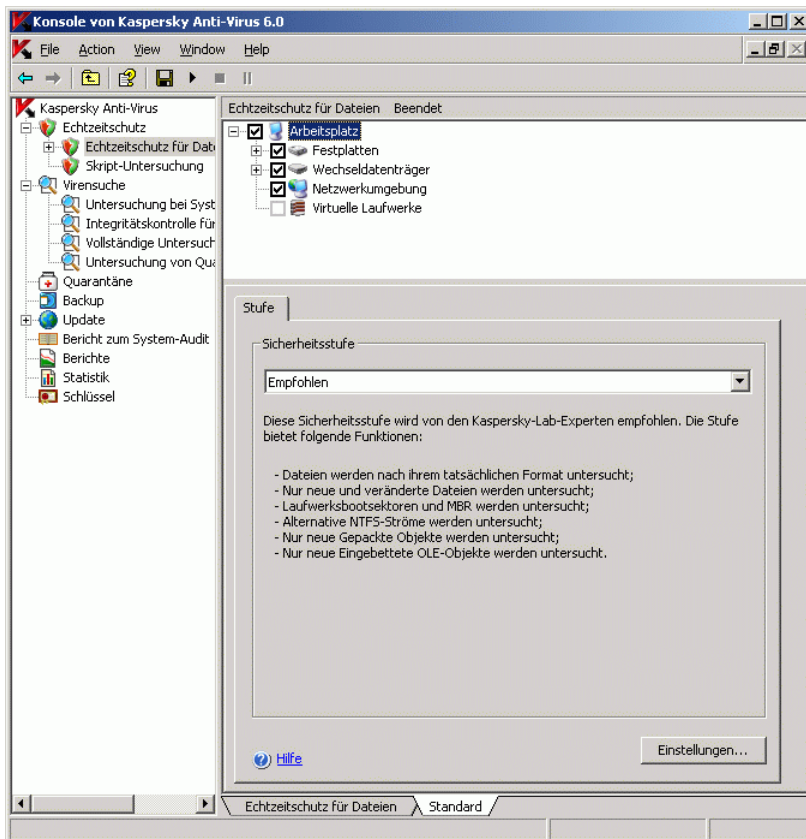 Konsole von Kaspersky Anti-Virus 6.0
File Action View Window Help
Kaspersky Anti-Virus
Echtzeitschutz
Echtzeitschutz für Dat
Skript-Untersuchung
Virensuche
Untersuchung bei Syst
Integritätskontrolle für
Vollständige Untersuch
Untersuchung von Qua
Quarantäne
Backup
Update
Bericht zum System-Audit
Berichte
Statistik
Schlüssel
Echtzeitschutz für Dateien Beendet
Arbeitsplatz
Festplatten
Wechseldatenträger
Netzwerkumgebung
Virtuelle Laufwerke
Stufe
Sicherheitsstufe
Empfohlen
Diese Sicherheitsstufe wird von den Kaspersky-Lab-Experten empfohlen. Die Stufe
bietet folgende Funktionen:
- Dateien werden nach ihrem tatsächlichen Format untersucht;
- Nur neue und veränderte Dateien werden untersucht;
- Laufwerksbootsektoren und MBR werden untersucht;
- Alternative NTFS-Ströme werden untersucht;
- Nur neue Gepackte Objekte werden untersucht;
- Nur neue Eingebettete OLE-Objekte werden untersucht.
Hilfe
Einstellungen...
Echtzeitschutz für Dateien Standard